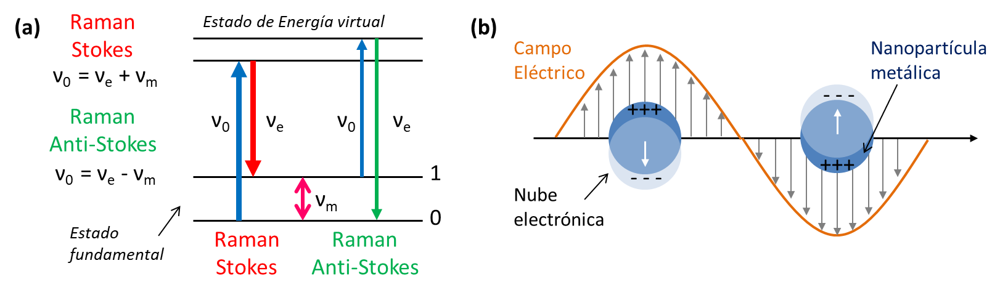 (a)
Raman
Stokes
ν0 = νe + νm
Raman
Anti-Stokes
ν0 = νe - νm
Estado
fundamental
Estado de Energía virtual
ν0
νe
ν0
νe
νm
1
0
Raman
Stokes
Raman
Anti-Stokes
(b)
Campo
Eléctrico
Nanopartícula
metálica
+++
- - -
- - -
+++
Nube
electrónica